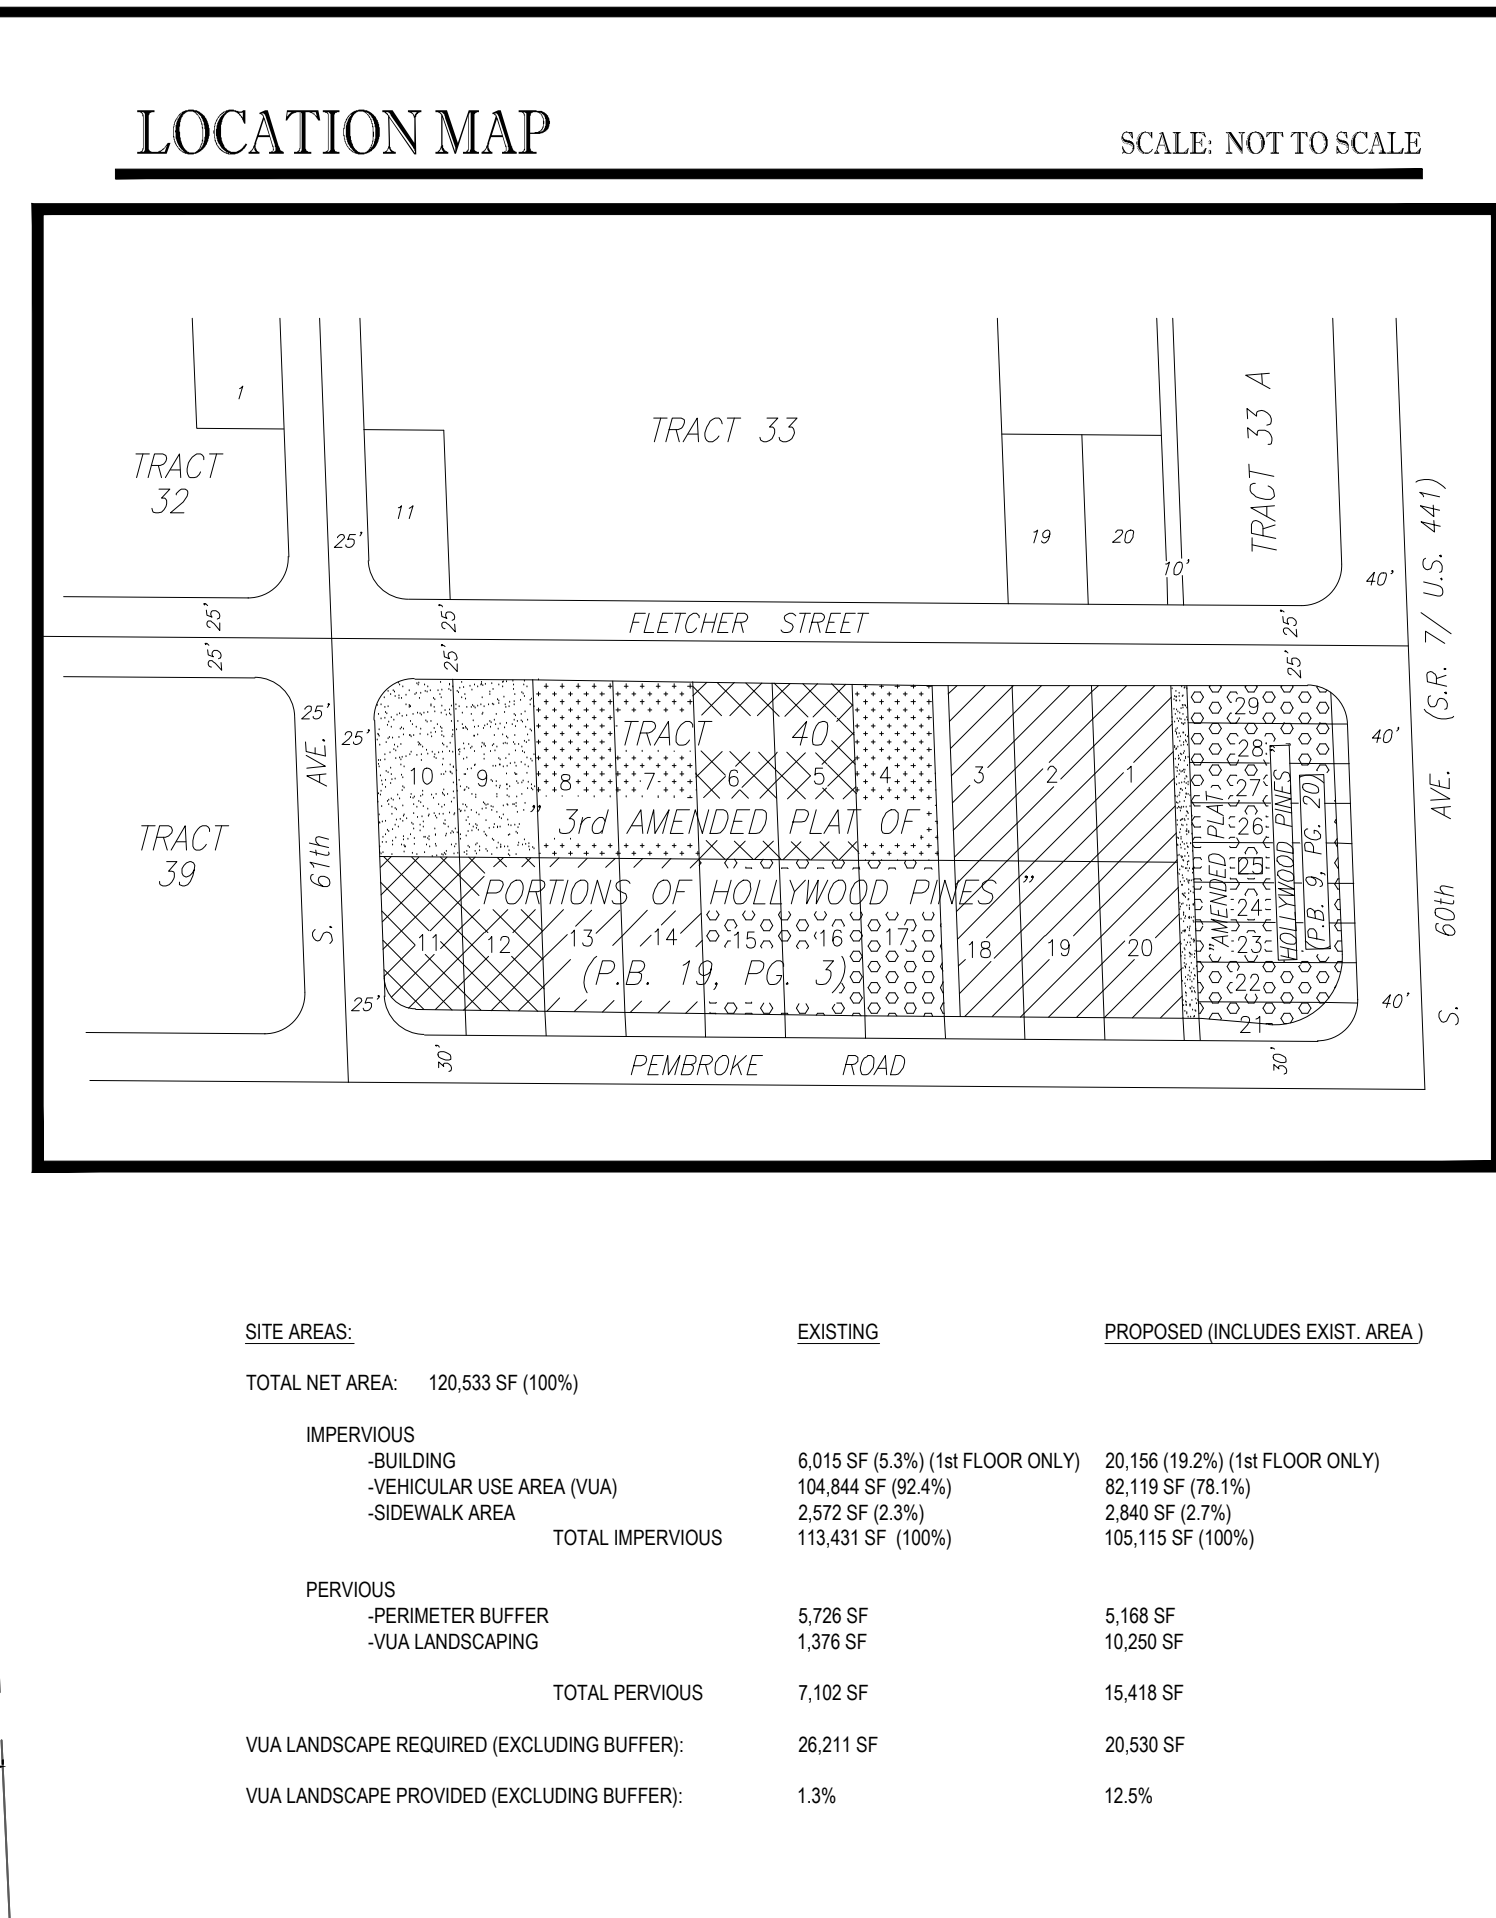 LOCATION MAP
SCALE: NOT TO SCALE
1
TRACT 33
TRACT 33 A
TRACT
32
11
25'
19
20
10'
40'
S. 60th AVE. (S.R. 7/ U.S. 441)
25'
25'
25'
FLETCHER STREET
25'
25'
25'
25'
S. 61th AVE.
25'
25'
TRACT 40
29
40'
28
10
9
8
7
6
5
4
3
2
1
27
" 3rd AMENDED PLAT OF
26
TRACT
39
25
PORTIONS OF HOLLYWOOD PINES "
24
11
12
13
14
15
16
17
18
19
20
23
(P.B. 19, PG. 3)
22
21
"AMENDED PLAT
HOLLYWOOD PINES"
(P.B. 9, PG. 20)
25'
40'
30'
PEMBROKE ROAD
30'
SITE AREAS: EXISTING PROPOSED (INCLUDES EXIST. AREA )
TOTAL NET AREA: 120,533 SF (100%)
IMPERVIOUS
-BUILDING 6,015 SF (5.3%) (1st FLOOR ONLY) 20,156 (19.2%) (1st FLOOR ONLY)
-VEHICULAR USE AREA (VUA) 104,844 SF (92.4%) 82,119 SF (78.1%)
-SIDEWALK AREA 2,572 SF (2.3%) 2,840 SF (2.7%)
TOTAL IMPERVIOUS 113,431 SF (100%) 105,115 SF (100%)
PERVIOUS
-PERIMETER BUFFER 5,726 SF 5,168 SF
-VUA LANDSCAPING 1,376 SF 10,250 SF
TOTAL PERVIOUS 7,102 SF 15,418 SF
VUA LANDSCAPE REQUIRED (EXCLUDING BUFFER): 26,211 SF 20,530 SF
VUA LANDSCAPE PROVIDED (EXCLUDING BUFFER): 1.3% 12.5%